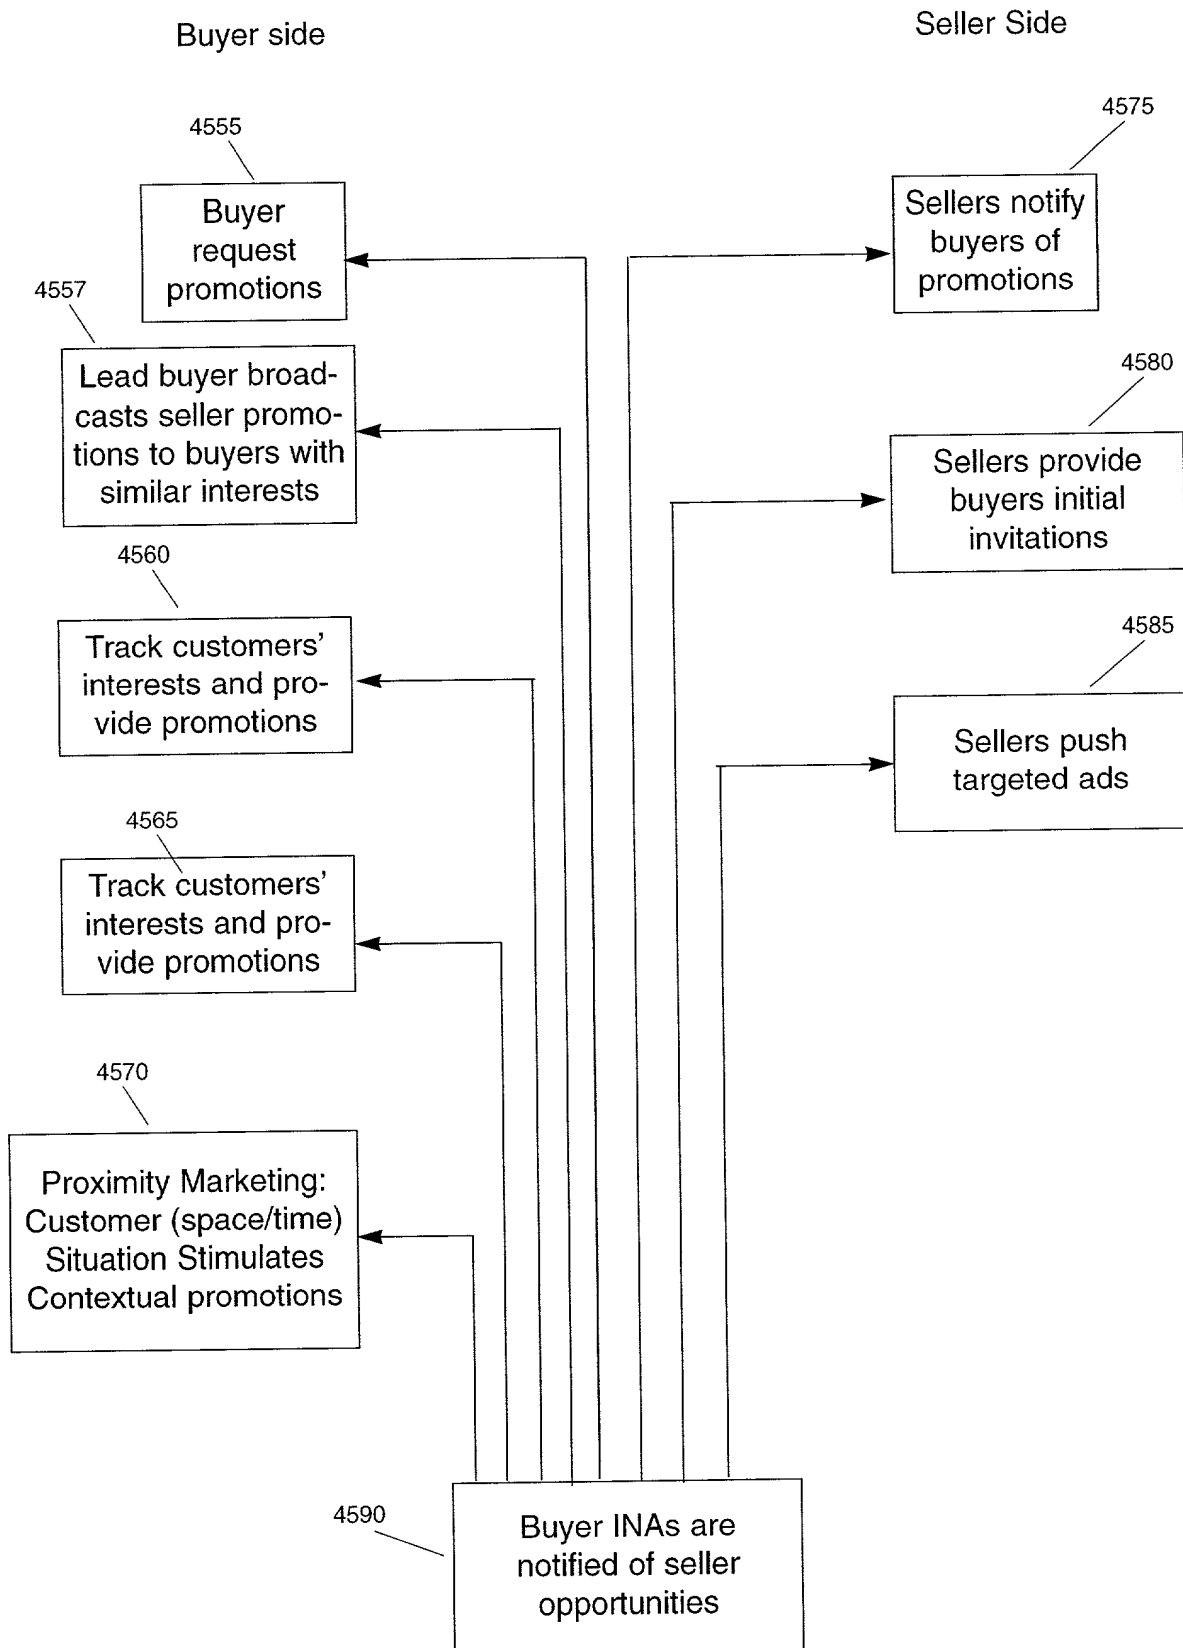 Buyer side
Seller Side
4555
Buyer
request
promotions
4557
Lead buyer broad-
casts seller promo-
tions to buyers with
similar interests
4560
Track customers'
interests and pro-
vide promotions
4565
Track customers'
interests and pro-
vide promotions
4570
Proximity Marketing:
Customer (space/time)
Situation Stimulates
Contextual promotions
4575
Sellers notify
buyers of
promotions
4580
Sellers provide
buyers initial
invitations
4585
Sellers push
targeted ads
4590
Buyer INAs are
notified of seller
opportunities